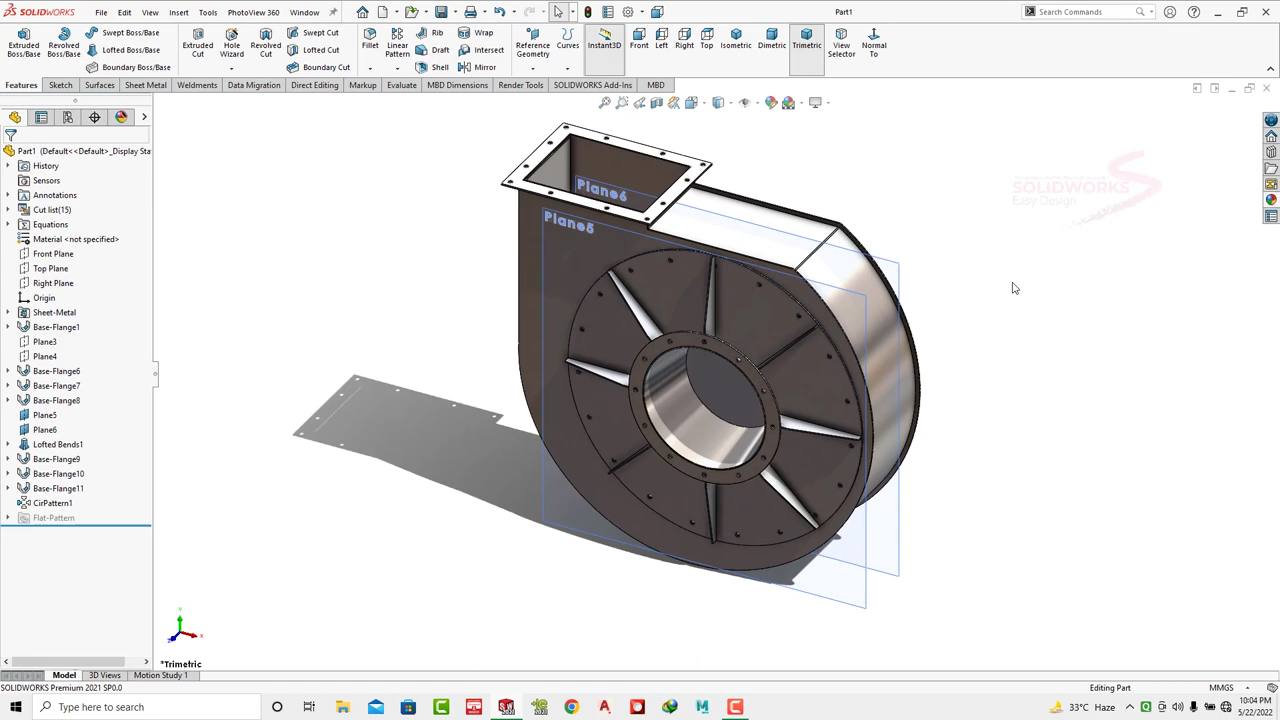 SOLIDWORKS
File Edit View Insert Tools PhotoView 360 Window
Part1
Search Commands
Extruded Boss/Base
Revolved Boss/Base
Swept Boss/Base
Lofted Boss/Base
Boundary Boss/Base
Extruded Cut
Hole Wizard
Revolved Cut
Swept Cut
Lofted Cut
Boundary Cut
Fillet
Linear Pattern
Rib
Draft
Shell
Wrap
Intersect
Mirror
Reference Geometry
Curves
Instant3D
Front
Left
Right
Top
Isometric
Dimetric
Trimetric
View Selector
Normal To
Features Sketch Surfaces Sheet Metal Weldments Data Migration Direct Editing Markup Evaluate MBD Dimensions Render Tools SOLIDWORKS Add-Ins MBD
Part1 (Default<<Default>_Display Sta
History
Sensors
Annotations
Cut list(15)
Equations
Material <not specified>
Front Plane
Top Plane
Right Plane
Origin
Sheet-Metal
Base-Flange1
Plane3
Plane4
Base-Flange6
Base-Flange7
Base-Flange8
Plane5
Plane6
Lofted Bends1
Base-Flange9
Base-Flange10
Base-Flange11
CirPattern1
Flat-Pattern
Plane6
Plane5
SOLIDWORKS
Easy Design
*Trimetric
Model 3D Views Motion Study 1
SOLIDWORKS Premium 2021 SP0.0
Editing Part
MMGS
Type here to search
33°C Haze
10:04 PM
5/22/2022